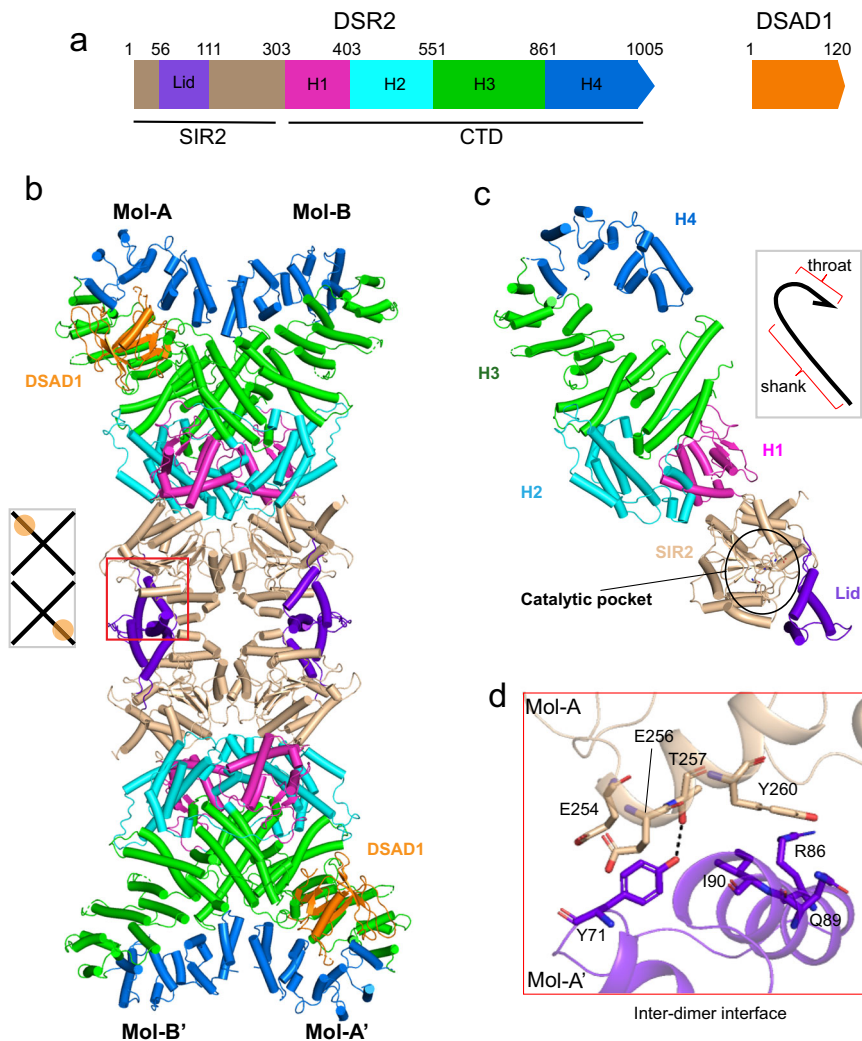 a
DSR2
DSAD1
1 56 111 303 403 551 861 1005
1 120
Lid H1 H2 H3 H4
SIR2 CTD
b
Mol-A Mol-B
DSAD1
DSAD1
Mol-B’ Mol-A’
c
H4
throat
shank
H3
H1
H2
SIR2
Catalytic pocket
Lid
d
Mol-A
E256
T257
E254
Y260
R86
I90
Y71
Q89
Mol-A’
Inter-dimer interface